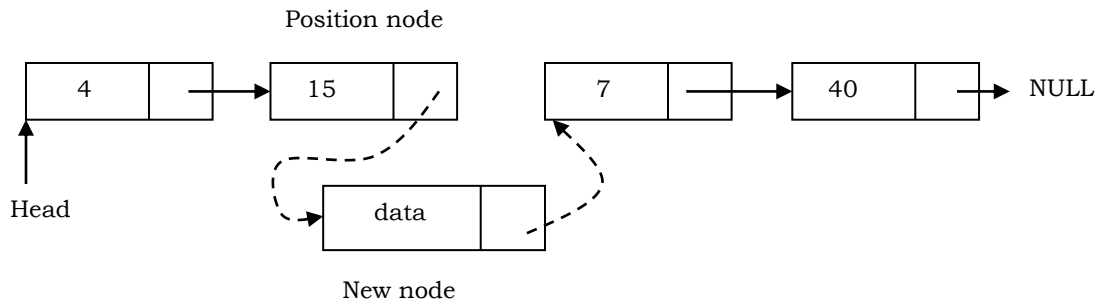 Position node
4 15 7 40 NULL
Head
data
New node